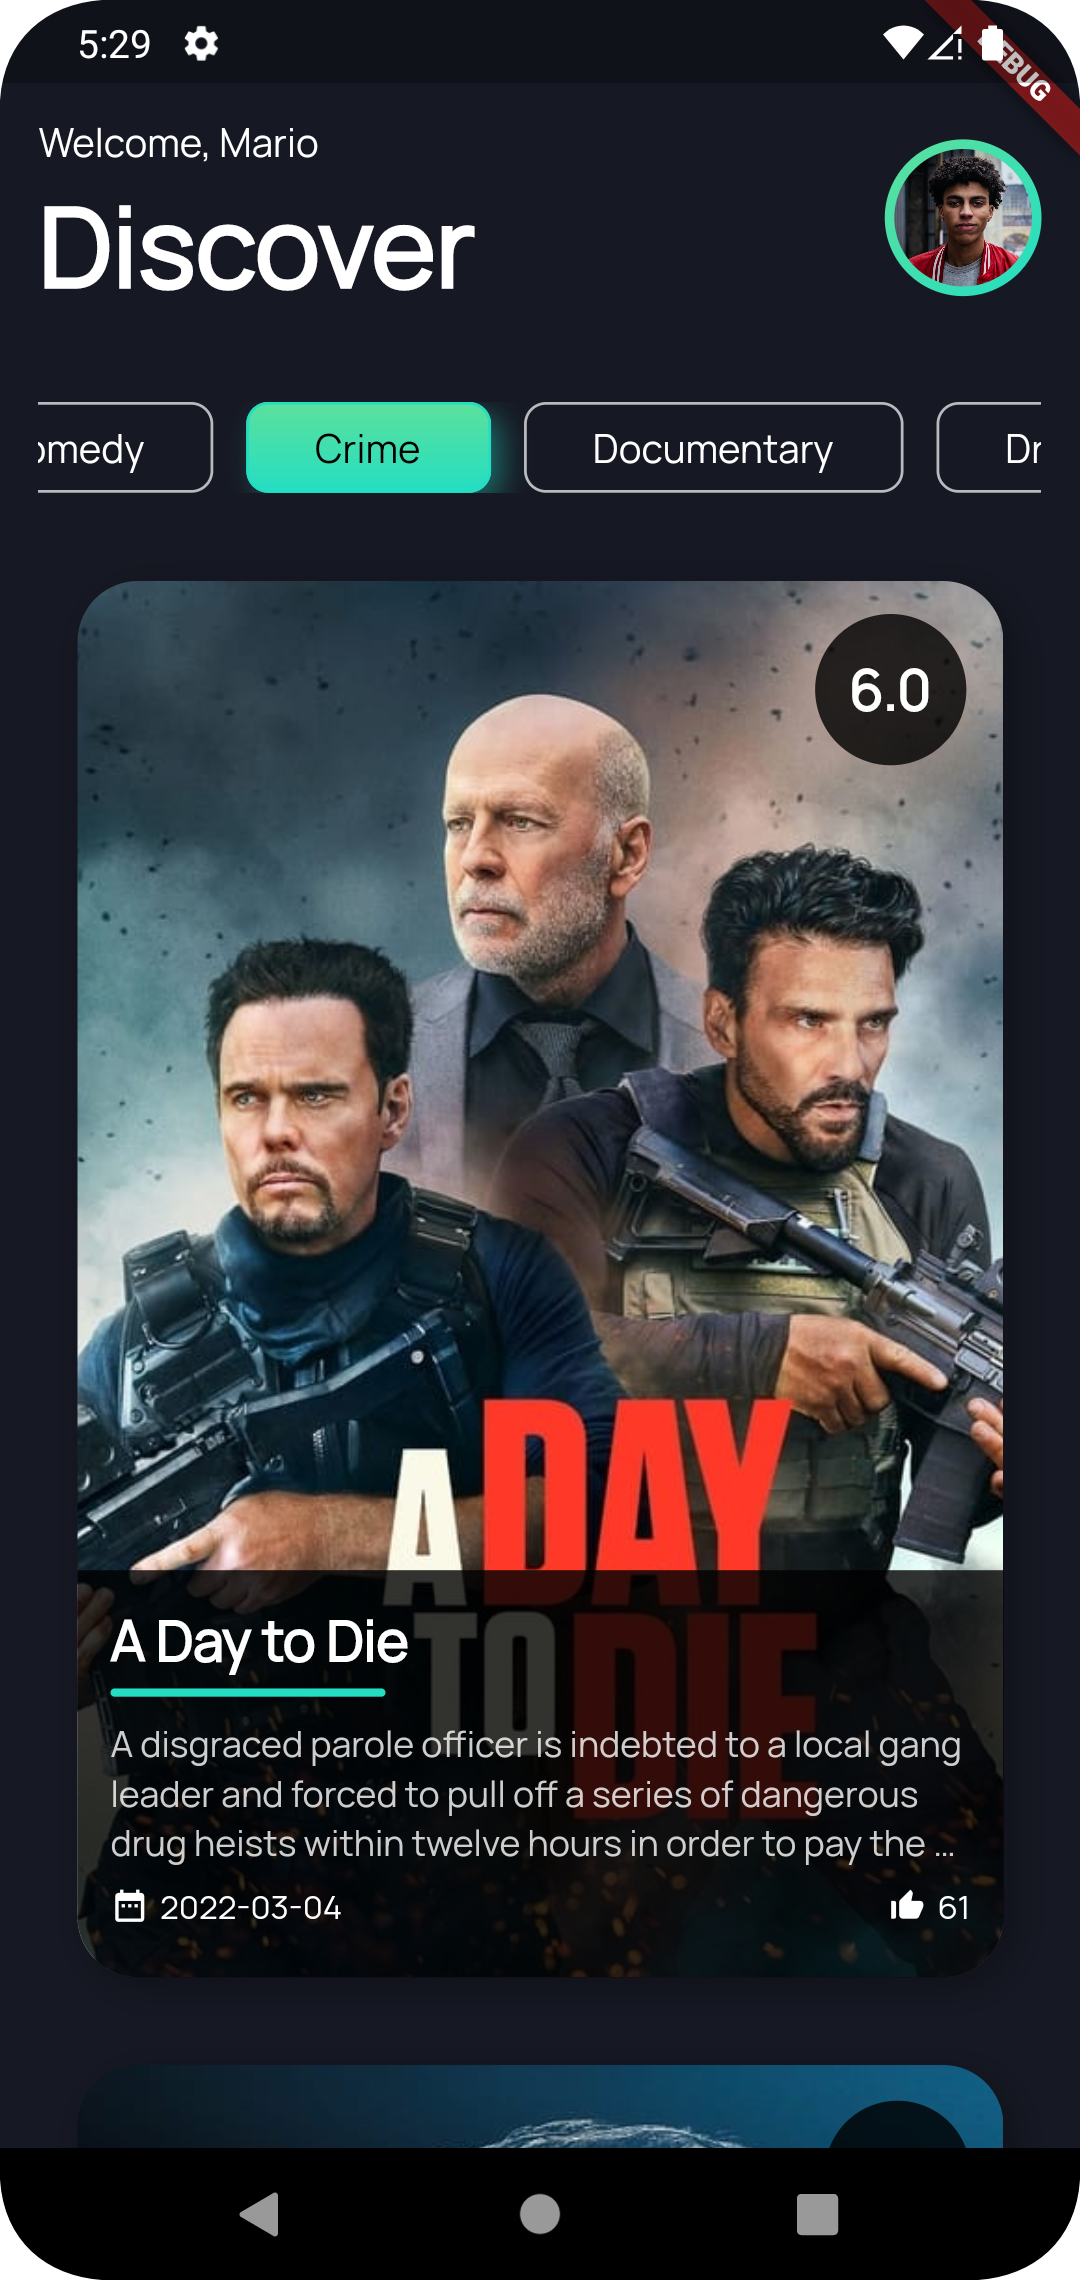 5:29
DEBUG
Welcome, Mario
Discover
omedy
Crime
Documentary
Dr
6.0
A DAY
TO DIE
A Day to Die
A disgraced parole officer is indebted to a local gang
leader and forced to pull off a series of dangerous
drug heists within twelve hours in order to pay the ...
2022-03-04
61